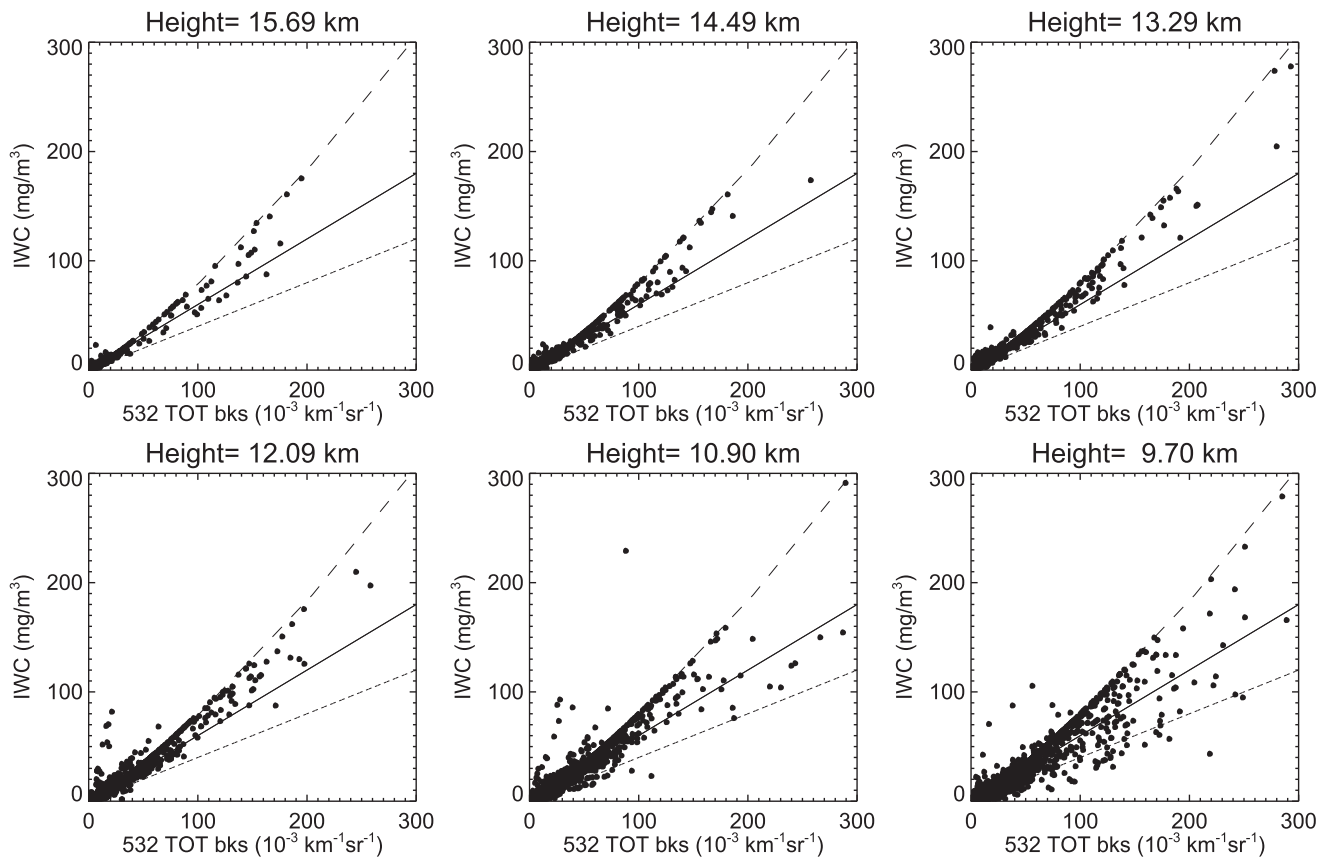 Height= 15.69 km
300
200
100
0
IWC (mg/m³)
0 100 200 300
532 TOT bks (10⁻³ km⁻¹sr⁻¹)
Height= 14.49 km
300
200
100
0
IWC (mg/m³)
0 100 200 300
532 TOT bks (10⁻³ km⁻¹sr⁻¹)
Height= 13.29 km
300
200
100
0
IWC (mg/m³)
0 100 200 300
532 TOT bks (10⁻³ km⁻¹sr⁻¹)
Height= 12.09 km
300
200
100
0
IWC (mg/m³)
0 100 200 300
532 TOT bks (10⁻³ km⁻¹sr⁻¹)
Height= 10.90 km
300
200
100
0
IWC (mg/m³)
0 100 200 300
532 TOT bks (10⁻³ km⁻¹sr⁻¹)
Height=  9.70 km
300
200
100
0
IWC (mg/m³)
0 100 200 300
532 TOT bks (10⁻³ km⁻¹sr⁻¹)